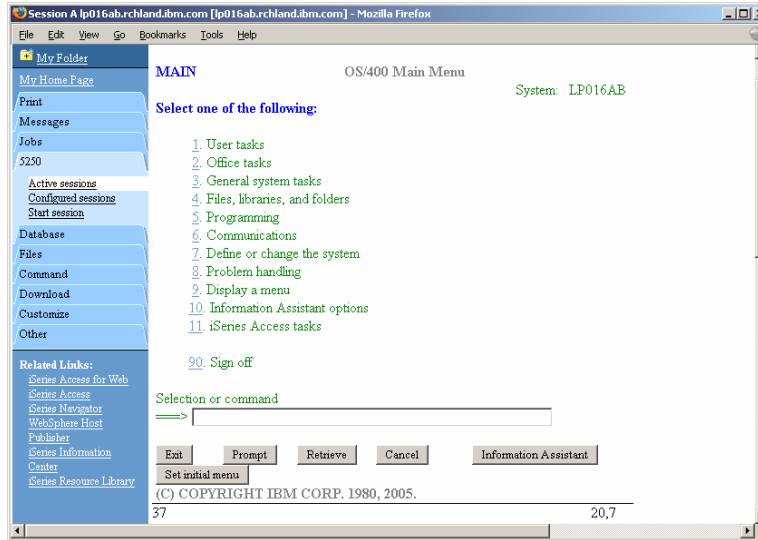 Session A lp016ab.rchland.ibm.com [lp016ab.rchland.ibm.com] - Mozilla Firefox
File Edit View Go Bookmarks Tools Help
My Folder
My Home Page
Print
Messages
Jobs
5250
Active sessions
Configured sessions
Start session
Database
Files
Command
Download
Customize
Other
Related Links:
iSeries Access for Web
iSeries Access
iSeries Navigator
WebSphere Host
Publisher
iSeries Information
Center
iSeries Resource Library
MAIN OS/400 Main Menu
System: LP016AB
Select one of the following:
1. User tasks
2. Office tasks
3. General system tasks
4. Files, libraries, and folders
5. Programming
6. Communications
7. Define or change the system
8. Problem handling
9. Display a menu
10. Information Assistant options
11. iSeries Access tasks
90. Sign off
Selection or command
===>
Exit Prompt Retrieve Cancel Information Assistant
Set initial menu
(C) COPYRIGHT IBM CORP. 1980, 2005.
37 20,7